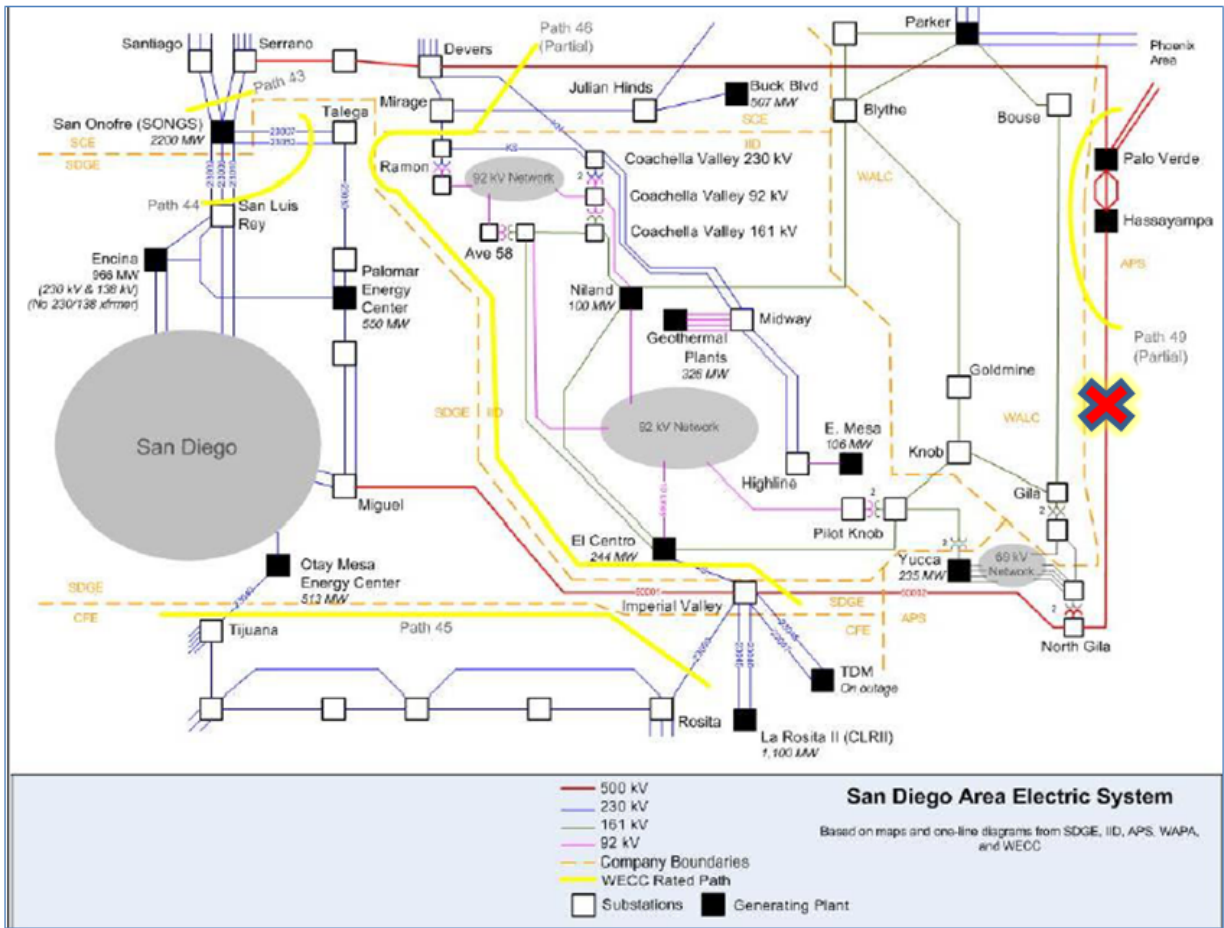 Santiago
Serrano
Path 43
San Onofre (SONGS)
2200 MW
SCE
SDGE
Talega
Path 44
San Luis
Rey
Encina
966 MW
(230 kV & 138 kV)
(No 230/138 xfrmer)
Palomar
Energy
Center
550 MW
San Diego
Miguel
Otay Mesa
Energy Center
513 MW
SDGE
CFE
Tijuana
Path 45
Rosita
Devers
Path 46
(Partial)
Mirage
Ramon
92 kV Network
Julian Hinds
Buck Blvd
507 MW
SCE
IID
2
Coachella Valley 230 kV
Coachella Valley 92 kV
Coachella Valley 161 kV
Ave 58
Niland
100 MW
Geothermal
Plants
326 MW
Midway
SDGE
IID
92 kV Network
Highline
E. Mesa
106 MW
El Centro
244 MW
Imperial Valley
SDGE
CFE
APS
TDM
On outage
La Rosita II (CLRII)
1,100 MW
Parker
Phoenix
Area
Blythe
Bouse
WALC
Palo Verde
Hassayampa
APS
Path 49
(Partial)
Goldmine
WALC
Knob
Gila
2
2
Pilot Knob
Yucca
235 MW
69 kV
Network
2
North Gila
500 kV
230 kV
161 kV
92 kV
Company Boundaries
WECC Rated Path
Substations
Generating Plant
San Diego Area Electric System
Based on maps and one-line diagrams from SDGE, IID, APS, WAPA,
and WECC